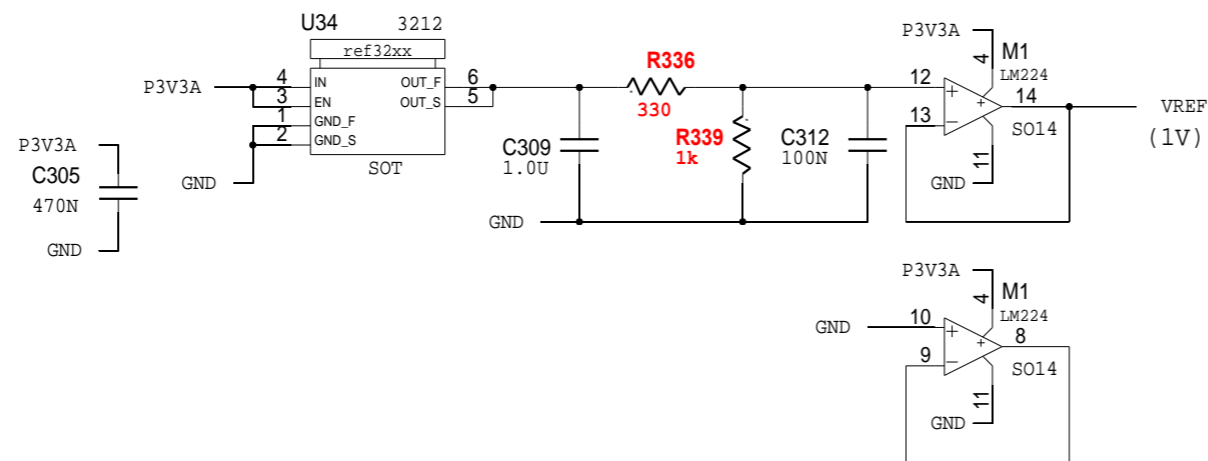 U34 3212
ref32xx
P3V3A 4 IN OUT_F 6
3 EN OUT_S 5
1 GND_F
2 GND_S
GND SOT
P3V3A
C305
470N
GND
R336
330
R339
1k
C309
1.0U
C312
100N
GND
P3V3A 4 M1
LM224
12 + + 14 VREF
13 − SO14 (1V)
GND 11
P3V3A 4 M1
LM224
GND 10 + + 8
9 − SO14
GND 11